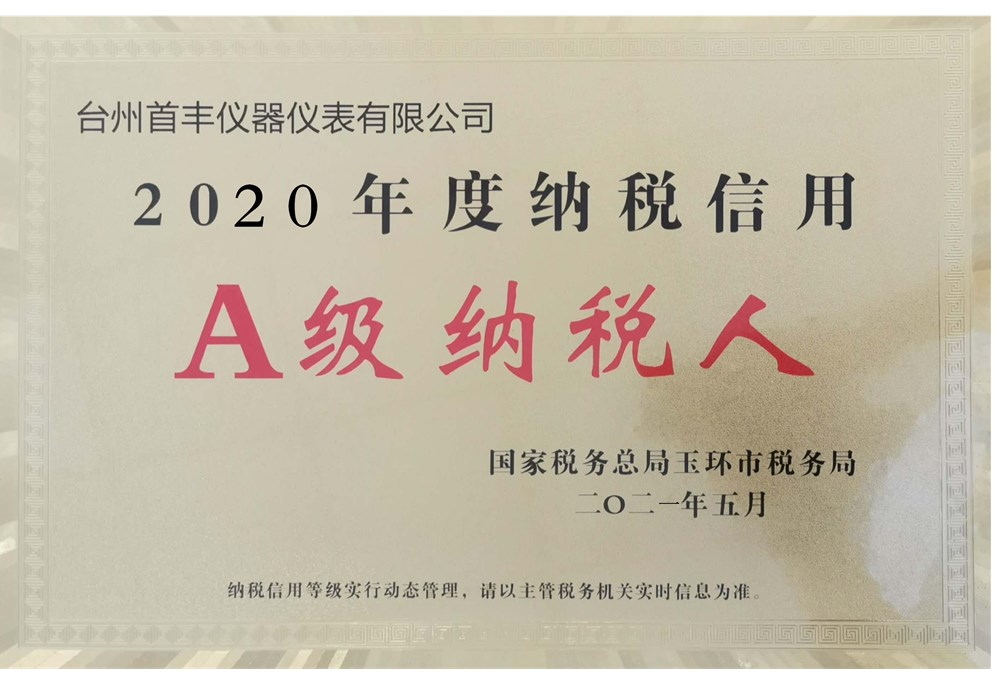 台州首丰仪器仪表有限公司
2020年度纳税信用
A级纳税人
国家税务总局玉环市税务局
二〇二一年五月
纳税信用等级实行动态管理，请以主管税务机关实时信息为准。